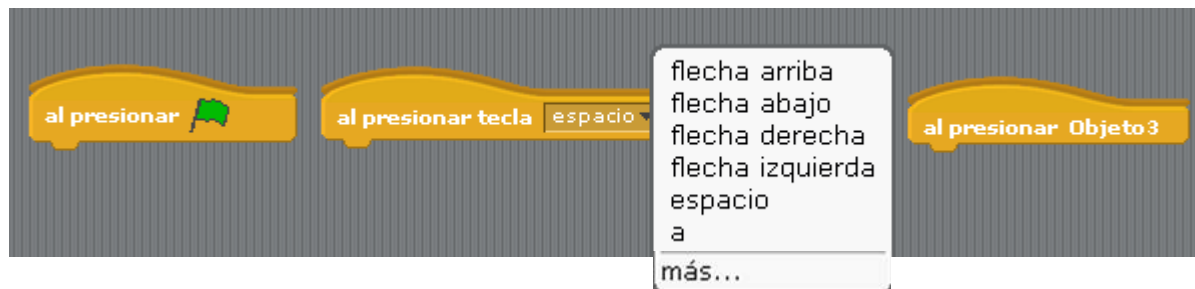 al presionar
al presionar tecla espacio
flecha arriba
flecha abajo
flecha derecha
flecha izquierda
espacio
a
más...
al presionar Objeto3